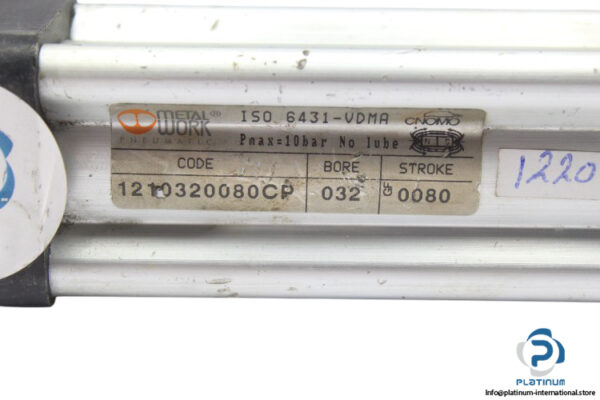 METAL® WORK
PNEUMATIC
ISO 6431-VDMA
Pmax=10bar No lube
CNOMO
CODE BORE STROKE
1210320080CP 032 GF 0080
1220
PLATINUM
info@platinum-international.store